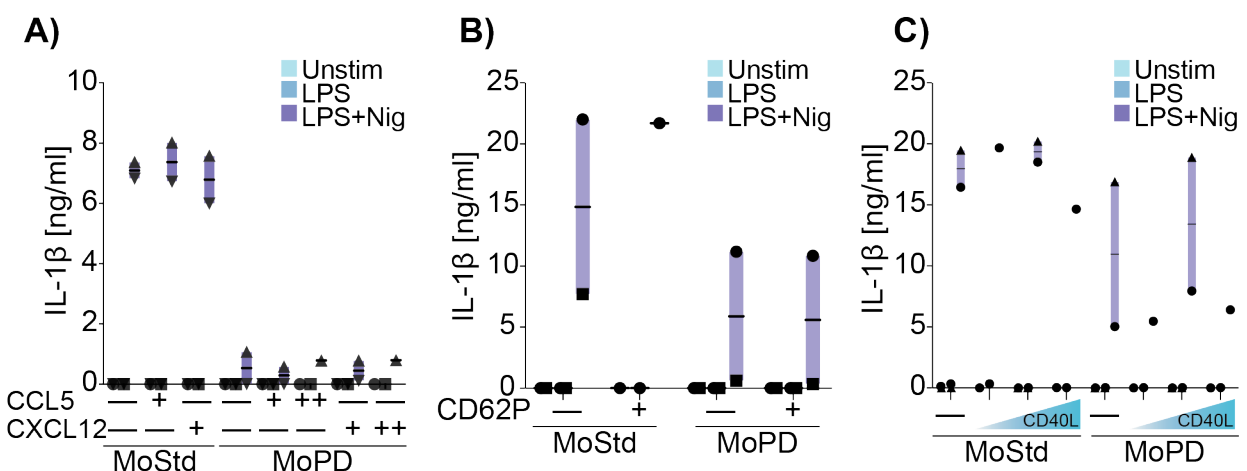 A)
IL-1β [ng/ml]
10
8
6
4
2
0
Unstim
LPS
LPS+Nig
CCL5 — + — — + ++ — —
CXCL12 — — + — — — + ++
MoStd MoPD
B)
IL-1β [ng/ml]
25
20
15
10
5
0
Unstim
LPS
LPS+Nig
CD62P — + — +
MoStd MoPD
C)
IL-1β [ng/ml]
25
20
15
10
5
0
Unstim
LPS
LPS+Nig
— CD40L — CD40L
MoStd MoPD